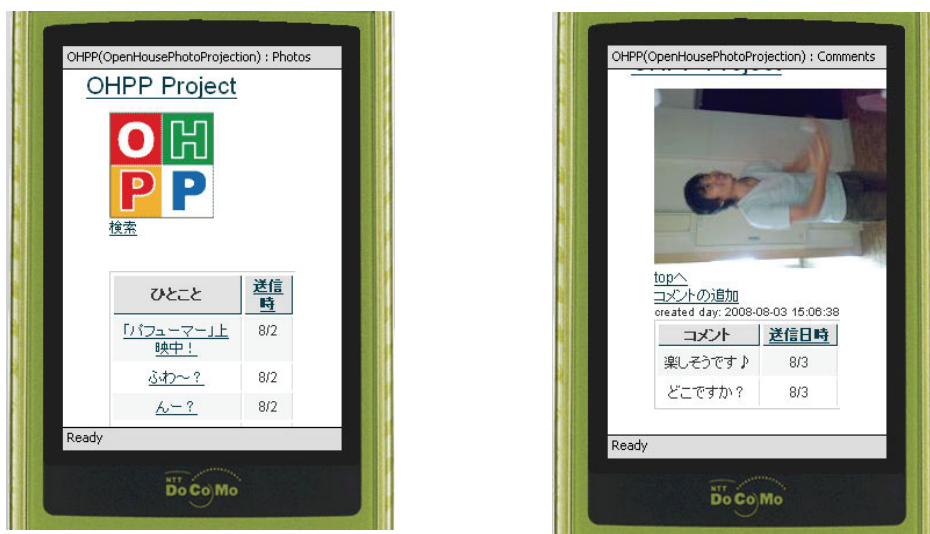 OHPP(OpenHousePhotoProjection) : Photos
OHPP Project
OH
PP
検索
ひとこと 送信
時
「パフューマー」上
映中！ 8/2
ふわ～？ 8/2
んー？ 8/2
Ready
NTT
DoCoMo
OHPP(OpenHousePhotoProjection) : Comments
OHPP Project
topへ
コメントの追加
created day: 2008-08-03 15:06:38
コメント 送信日時
楽しそうです♪ 8/3
どこですか？ 8/3
Ready
NTT
DoCoMo